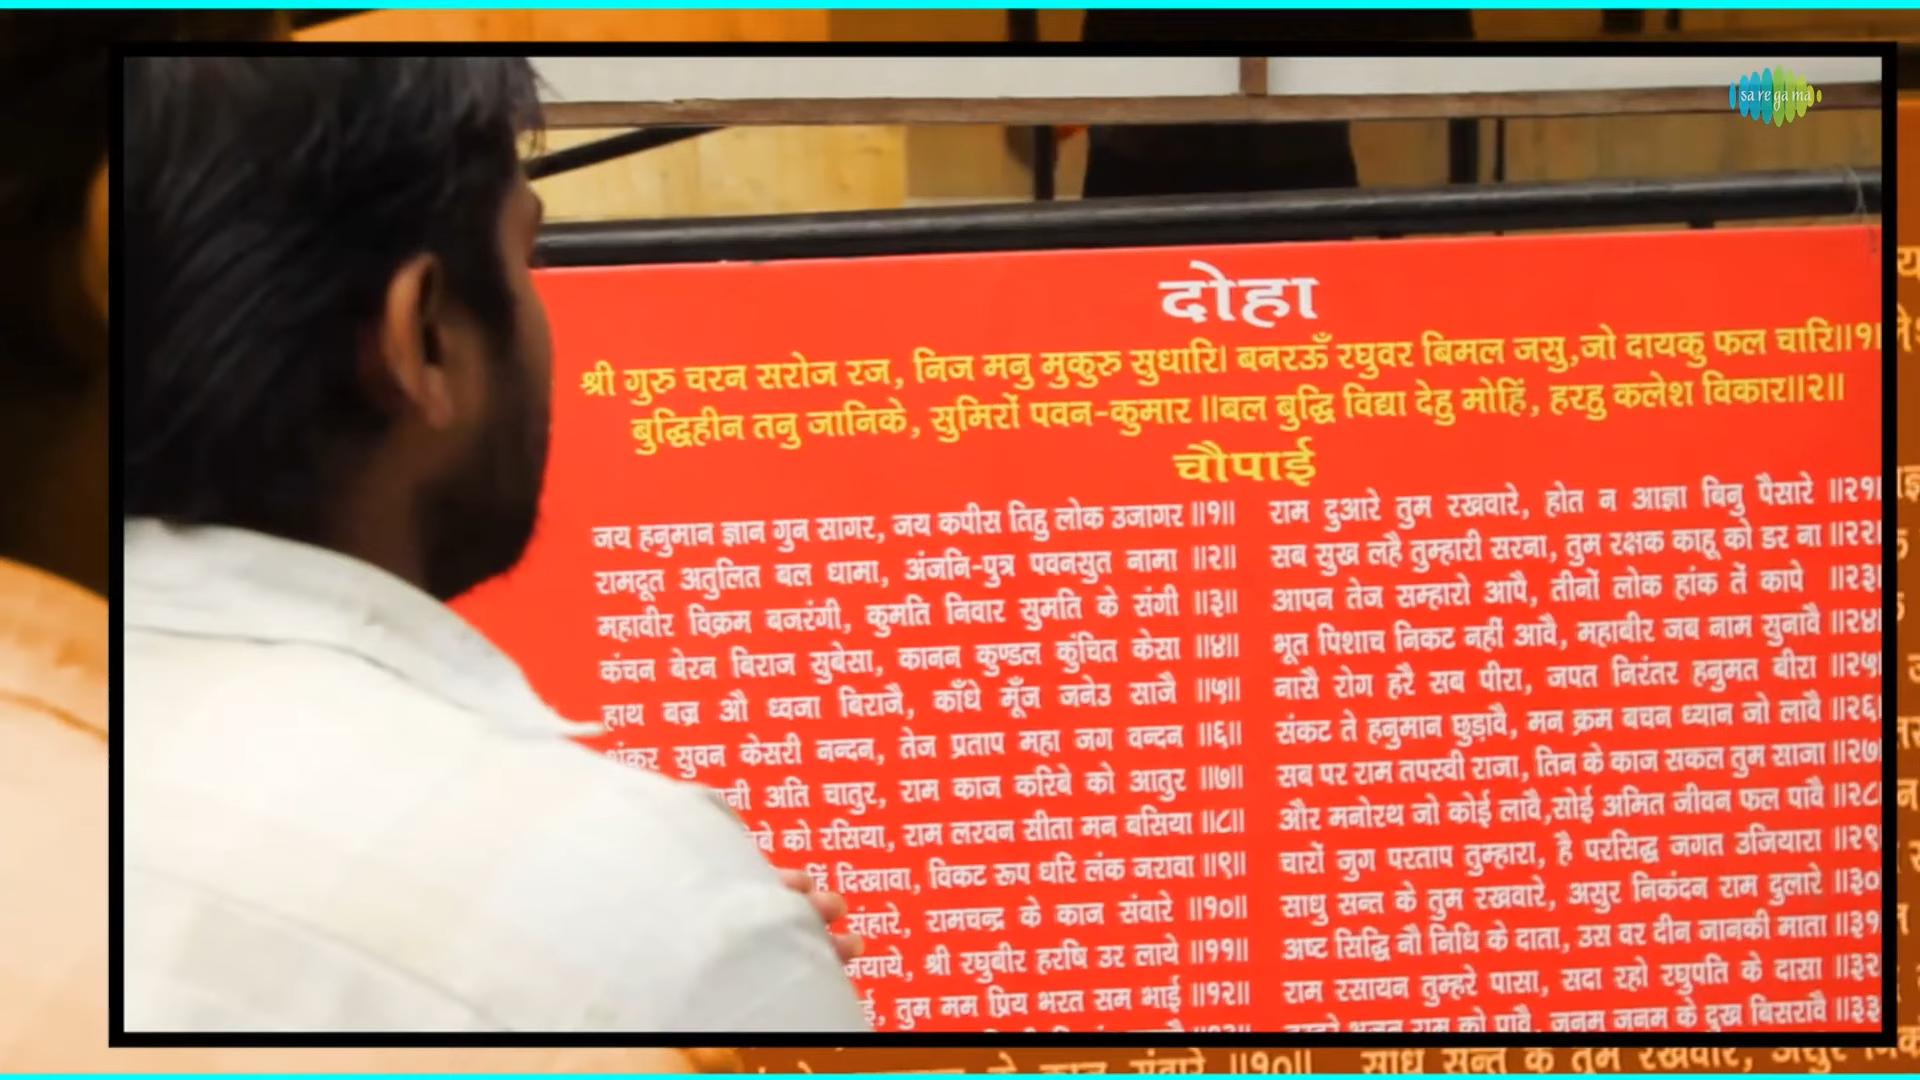 sa re ga ma
दोहा
श्री गुरु चरन सरोज रज, निज मनु मुकुरु सुधारि। बनरऊँ रघुवर बिमल जसु,जो दायकु फल चारि॥१॥
बुद्धिहीन तनु जानिके, सुमिरों पवन-कुमार ॥बल बुद्धि विद्या देहु मोहिं, हरहु कलेश विकार॥२॥
चौपाई
जय हनुमान ज्ञान गुन सागर, जय कपीस तिहु लोक उजागर ॥१॥
रामदूत अतुलित बल धामा, अंजनि-पुत्र पवनसुत नामा ॥२॥
महावीर विक्रम बजरंगी, कुमति निवार सुमति के संगी ॥३॥
कंचन बेरन बिराज सुबेसा, कानन कुण्डल कुंचित केसा ॥४॥
हाथ बज्र औ ध्वजा बिराजै, काँधे मूँज जनेउ साजै ॥५॥
शंकर सुवन केसरी नन्दन, तेज प्रताप महा जग वन्दन ॥६॥
अति चातुर, राम काज करिबे को आतुर ॥७॥
को रसिया, राम लखन सीता मन बसिया ॥८॥
दिखावा, विकट रूप धरि लंक जरावा ॥९॥
संहारे, रामचन्द्र के काज संवारे ॥१०॥
श्री रघुबीर हरषि उर लाये ॥११॥
तुम मम प्रिय भरत सम भाई ॥१२॥
राम दुआरे तुम रखवारे, होत न आज्ञा बिनु पैसारे ॥२१॥
सब सुख लहै तुम्हारी सरना, तुम रक्षक काहू को डर ना ॥२२॥
आपन तेज सम्हारो आपै, तीनों लोक हांक तें कापे ॥२३॥
भूत पिशाच निकट नहीं आवै, महाबीर जब नाम सुनावै ॥२४॥
नासै रोग हरै सब पीरा, जपत निरंतर हनुमत बीरा ॥२५॥
संकट ते हनुमान छुड़ावै, मन क्रम बचन ध्यान जो लावै ॥२६॥
सब पर राम तपस्वी राजा, तिन के काज सकल तुम साजा ॥२७॥
और मनोरथ जो कोई लावै,सोई अमित जीवन फल पावै ॥२८॥
चारों जुग परताप तुम्हारा, है परसिद्ध जगत उजियारा ॥२९॥
साधु सन्त के तुम रखवारे, असुर निकंदन राम दुलारे ॥३०॥
अष्ट सिद्धि नौ निधि के दाता, उस वर दीन जानकी माता ॥३१॥
राम रसायन तुम्हरे पासा, सदा रहो रघुपति के दासा ॥३२॥
को पावै, जनम जनम के दुख बिसरावै ॥३३